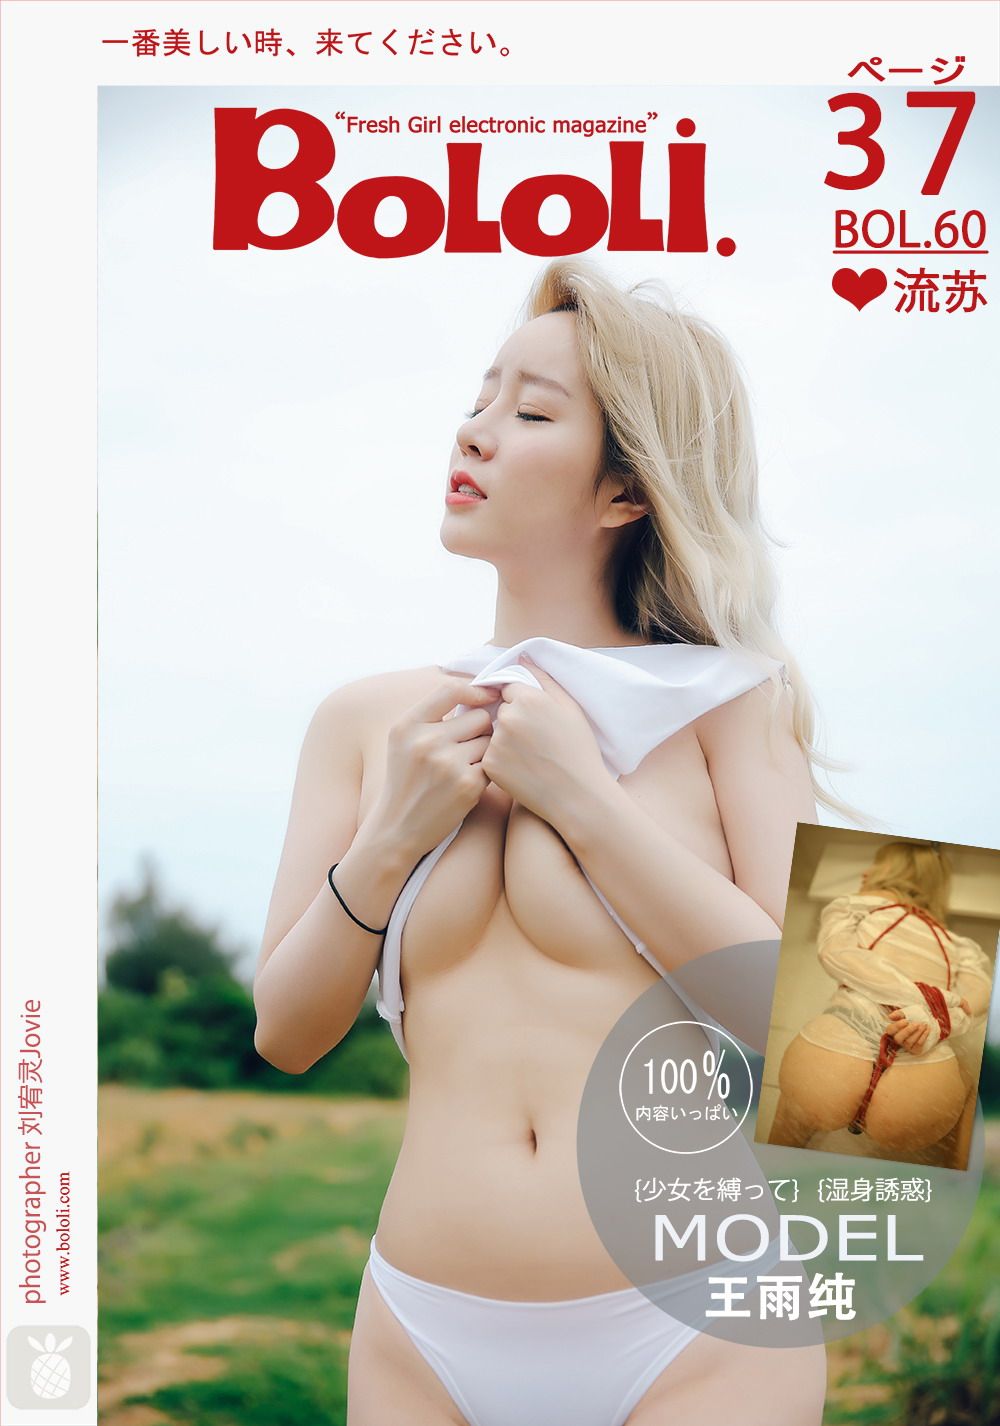 一番美しい時、来てください。
ページ
37
“Fresh Girl electronic magazine”
BoLoLi.
BOL.60
❤流苏
100%
内容いっぱい
{少女を縛って} {湿身誘惑}
MODEL
王雨纯
photographer 刘宥灵Jovie
www.bololi.com